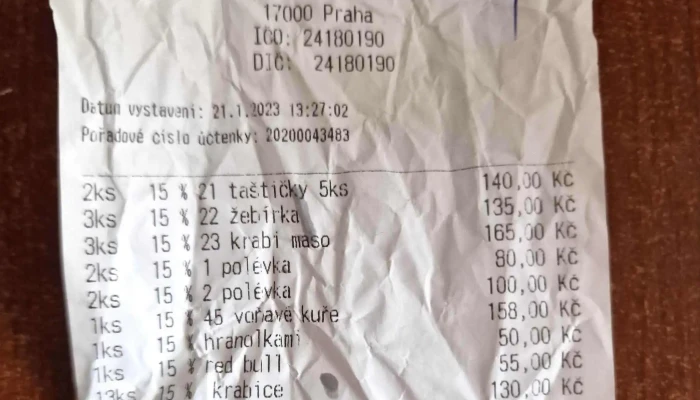 17000 Praha
ICO: 24180190
DIC: 24180190
Datum vystavení: 21.1.2023 13:27:02
Pořadové číslo účtenky: 20200043483
2ks 15 % 21 taštičky 5ks 140,00 Kč
3ks 15 % 22 žebírka 135,00 Kč
3ks 15 % 23 krabí maso 165,00 Kč
2ks 15 % 1 polévka 80,00 Kč
2ks 15 % 2 polévka 100,00 Kč
1ks 15 % 45 voňavé kuře 158,00 Kč
1ks 15 % hranolkami 50,00 Kč
1ks 15 % red bull 55,00 Kč
13ks 15 % krabice 130,00 Kč